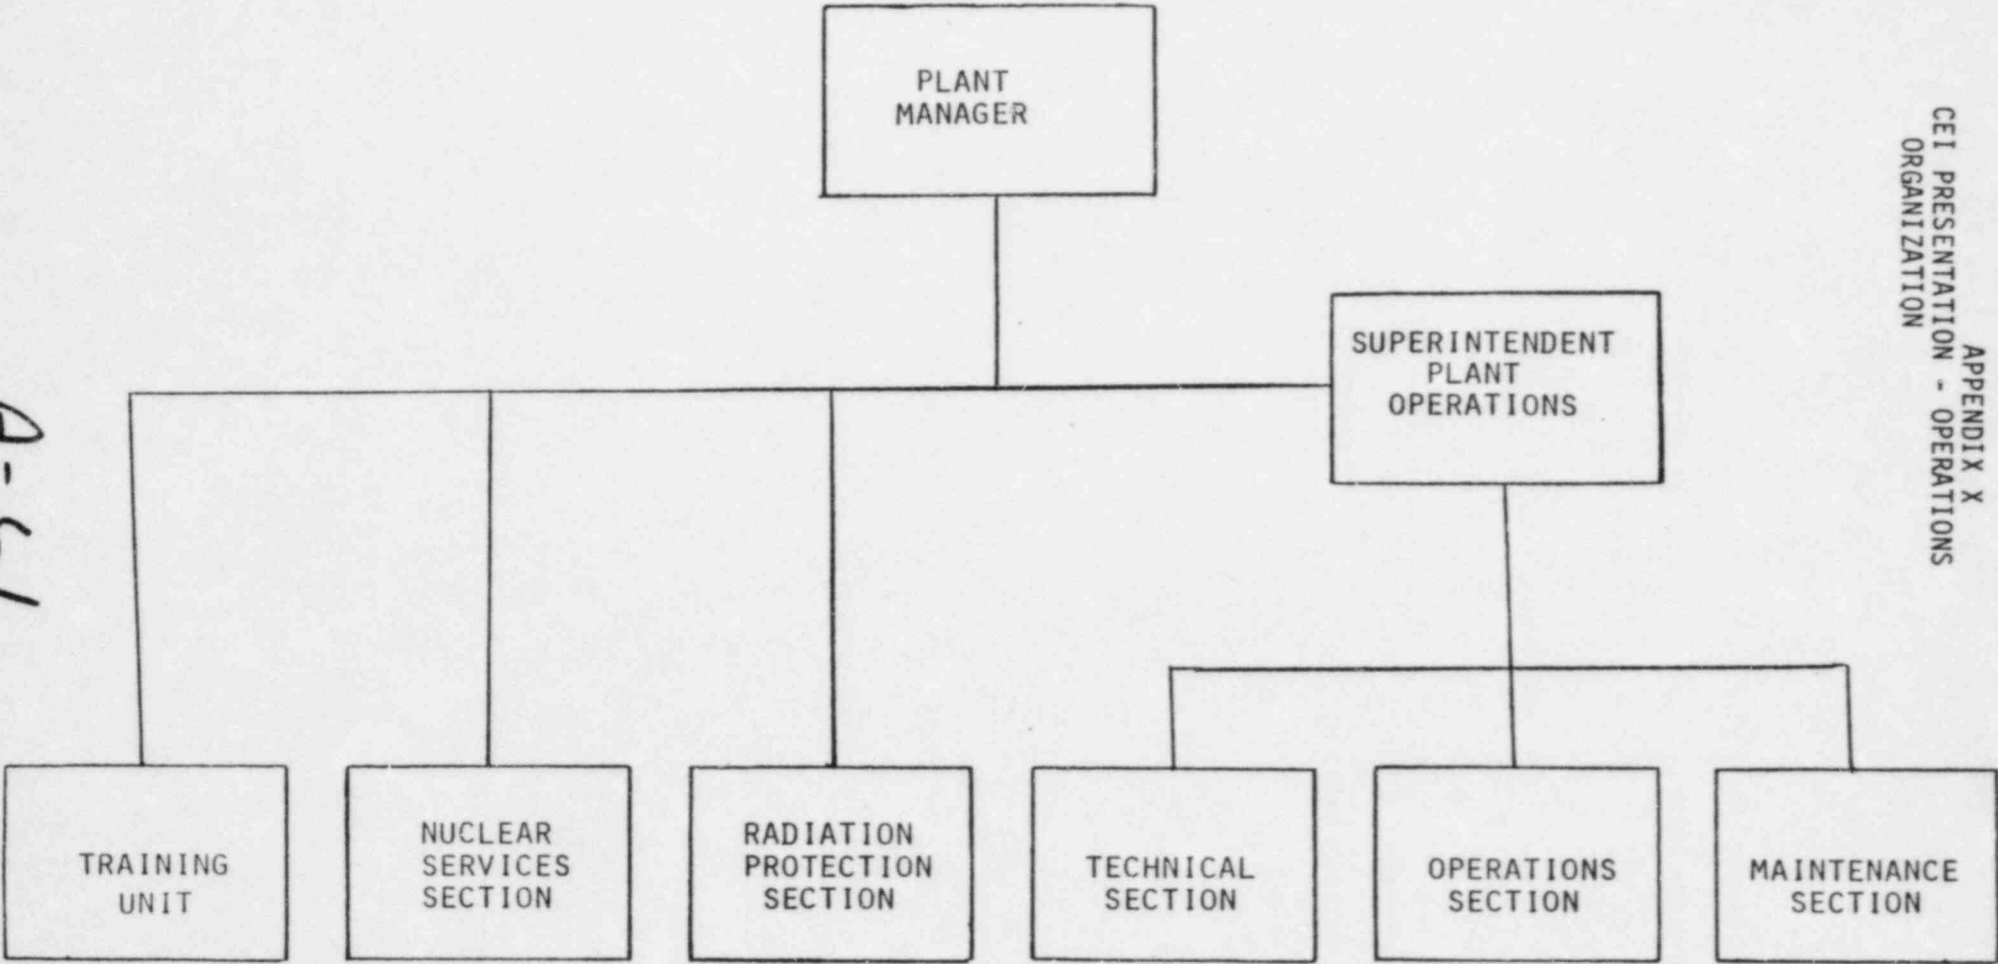 APPENDIX X
CEI PRESENTATION - OPERATIONS
ORGANIZATION
PLANT
MANAGER
SUPERINTENDENT
PLANT
OPERATIONS
TRAINING
UNIT
NUCLEAR
SERVICES
SECTION
RADIATION
PROTECTION
SECTION
TECHNICAL
SECTION
OPERATIONS
SECTION
MAINTENANCE
SECTION